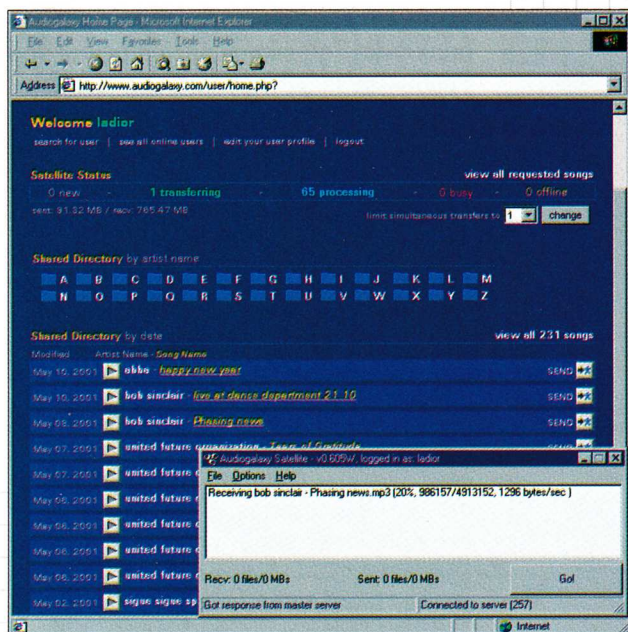 Audiogalaxy Home Page - Microsoft Internet Explorer
File Edit View Favorites Tools Help
Address http://www.audiogalaxy.com/user/home.php?
Welcome ladior
search for user | see all online users | edit your user profile | logout
Satellite Status view all requested songs
0 new - 1 transferring - 65 processing - 0 busy - 0 offline
sent: 91.32 MB / recv: 765.47 MB limit simultaneous transfers to 1 change
Shared Directory by artist name
A B C D E F G H I J K L M
N O P Q R S T U V W X Y Z
Shared Directory by date view all 231 songs
Modified Artist Name - Song Name
May 10, 2001 abba - happy new year SEND
May 10, 2001 bob sinclair - live at dance department 21 10 SEND
May 08, 2001 bob sinclair - Phasing news SEND
May 07, 2001 united future organization - Tears of Gratitude SEND
May 07, 2001 united future o
May 06, 2001 united future o
May 06, 2001 united future o
May 06, 2001 united future o
May 06, 2001 united future o
May 02, 2001 sigue sigue sp
Audiogalaxy Satellite - v0.605W, logged in as: ladior
File Options Help
Receiving bob sinclair - Phasing news.mp3 (20%, 986157/4913152, 1296 bytes/sec )
Recv: 0 files/0 MBs Sent: 0 files/0 MBs Go!
Got response from master server Connected to server (257)
Internet